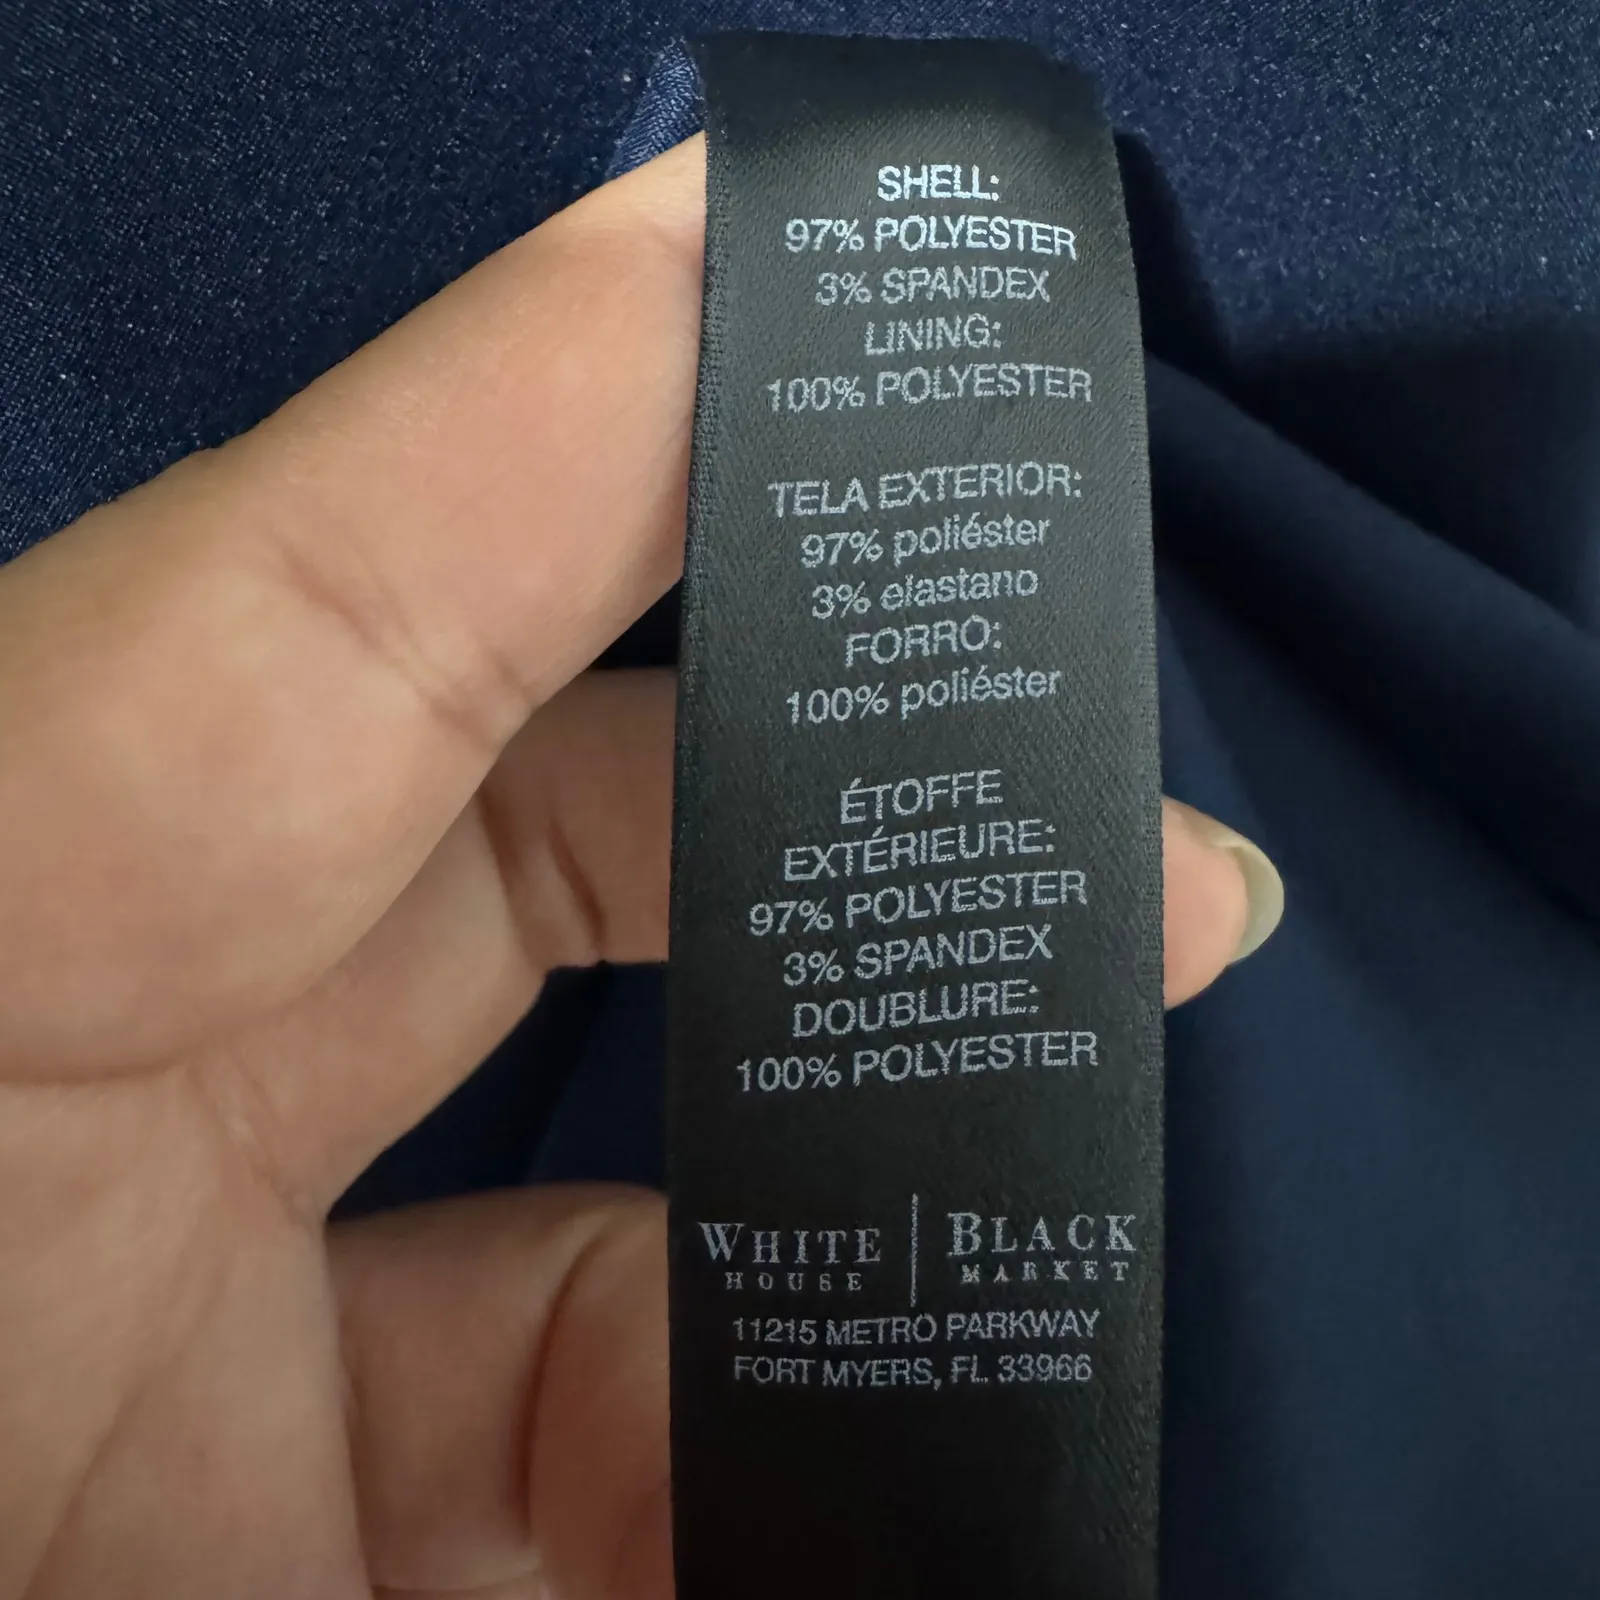 SHELL:
97% POLYESTER
3% SPANDEX
LINING:
100% POLYESTER
TELA EXTERIOR:
97% poliéster
3% elastano
FORRO:
100% poliéster
ÉTOFFE
EXTÉRIEURE:
97% POLYESTER
3% SPANDEX
DOUBLURE:
100% POLYESTER
WHITE HOUSE | BLACK MARKET
11215 METRO PARKWAY
FORT MYERS, FL 33966